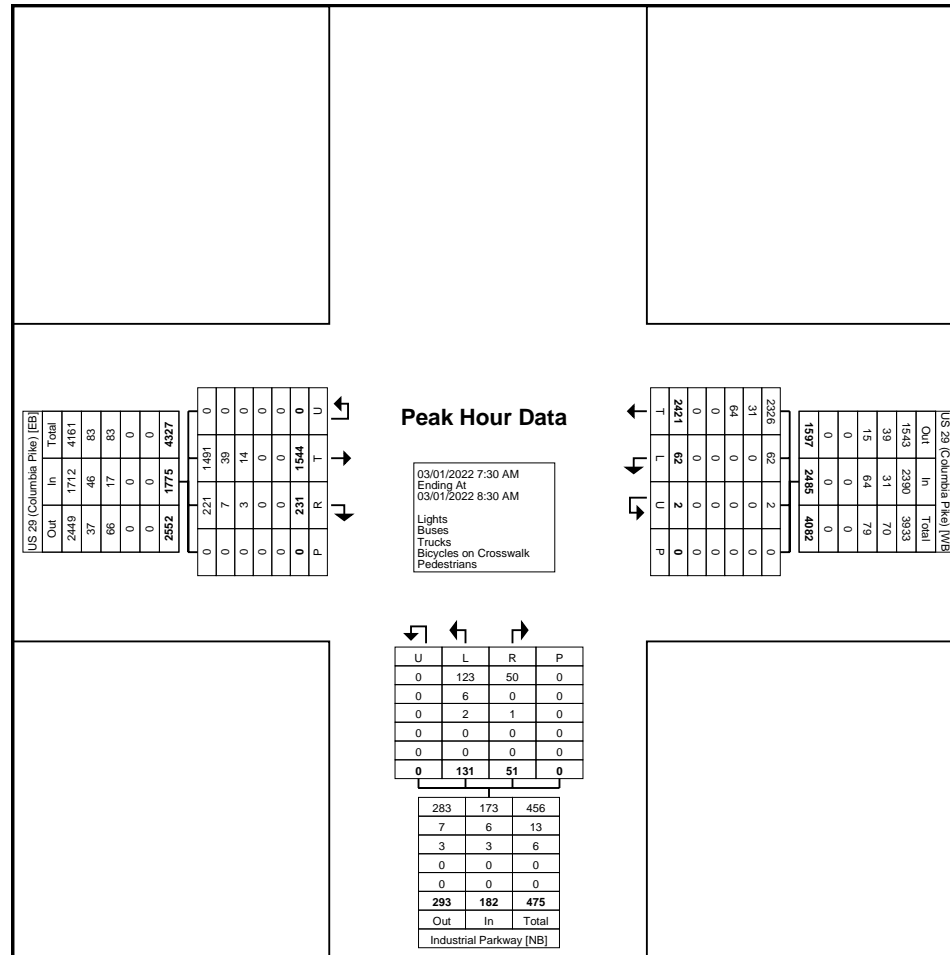 US 29 (Columbia Pike) [EB]
Out In Total
2449 1712 4161
37 46 83
66 17 83
0 0 0
0 0 0
2552 1775 4327
0 221 1491 0
0 7 39 0
0 3 14 0
0 0 0 0
0 0 0 0
0 231 1544 0
P R T U
Peak Hour Data
03/01/2022 7:30 AM
Ending At
03/01/2022 8:30 AM
Lights
Buses
Trucks
Bicycles on Crosswalk
Pedestrians
US 29 (Columbia Pike) [WB]
Out In Total
1543 2390 3933
39 31 70
15 64 79
0 0 0
0 0 0
1597 2485 4082
2326 62 2 0
31 0 0 0
64 0 0 0
0 0 0 0
0 0 0 0
2421 62 2 0
T L U P
U L R P
0 123 50 0
0 6 0 0
0 2 1 0
0 0 0 0
0 0 0 0
0 131 51 0
283 173 456
7 6 13
3 3 6
0 0 0
0 0 0
293 182 475
Out In Total
Industrial Parkway [NB]